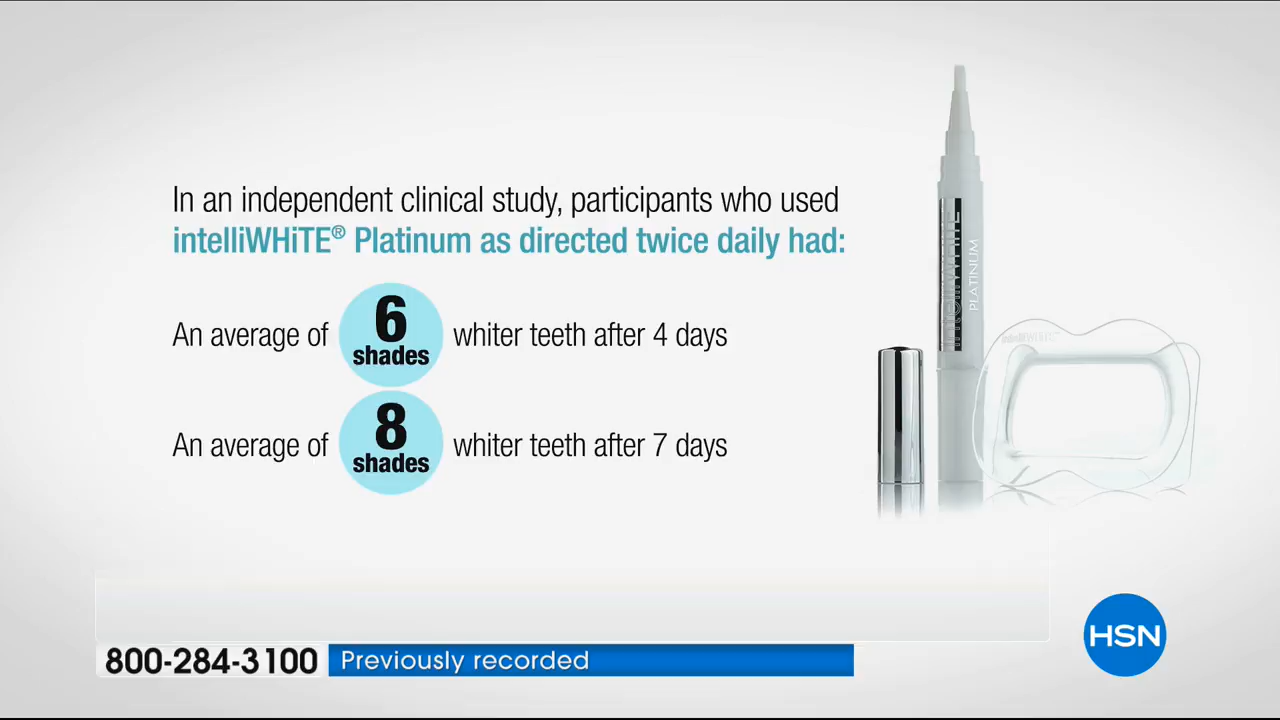 In an independent clinical study, participants who used
intelliWHiTE® Platinum as directed twice daily had:
An average of 6 shades whiter teeth after 4 days
An average of 8 shades whiter teeth after 7 days
intelliWHiTE
PLATINUM
intelliWHiTE
800-284-3100
Previously recorded
HSN